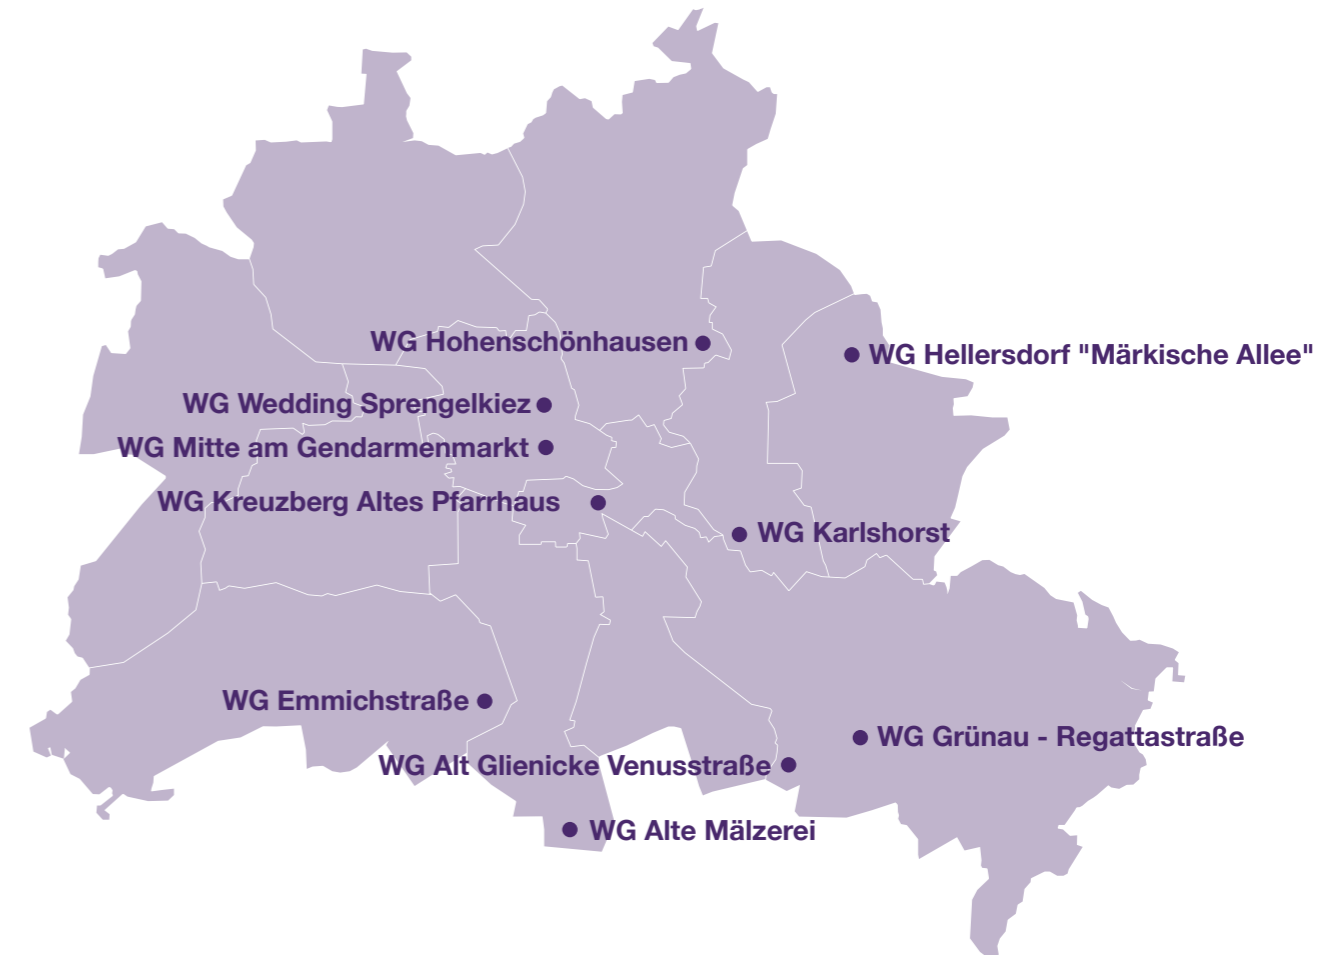 WG Hohenschönhausen
WG Hellersdorf "Märkische Allee"
WG Wedding Sprengelkiez
WG Mitte am Gendarmenmarkt
WG Kreuzberg Altes Pfarrhaus
WG Karlshorst
WG Emmichstraße
WG Grünau - Regattastraße
WG Alt Glienicke Venusstraße
WG Alte Mälzerei